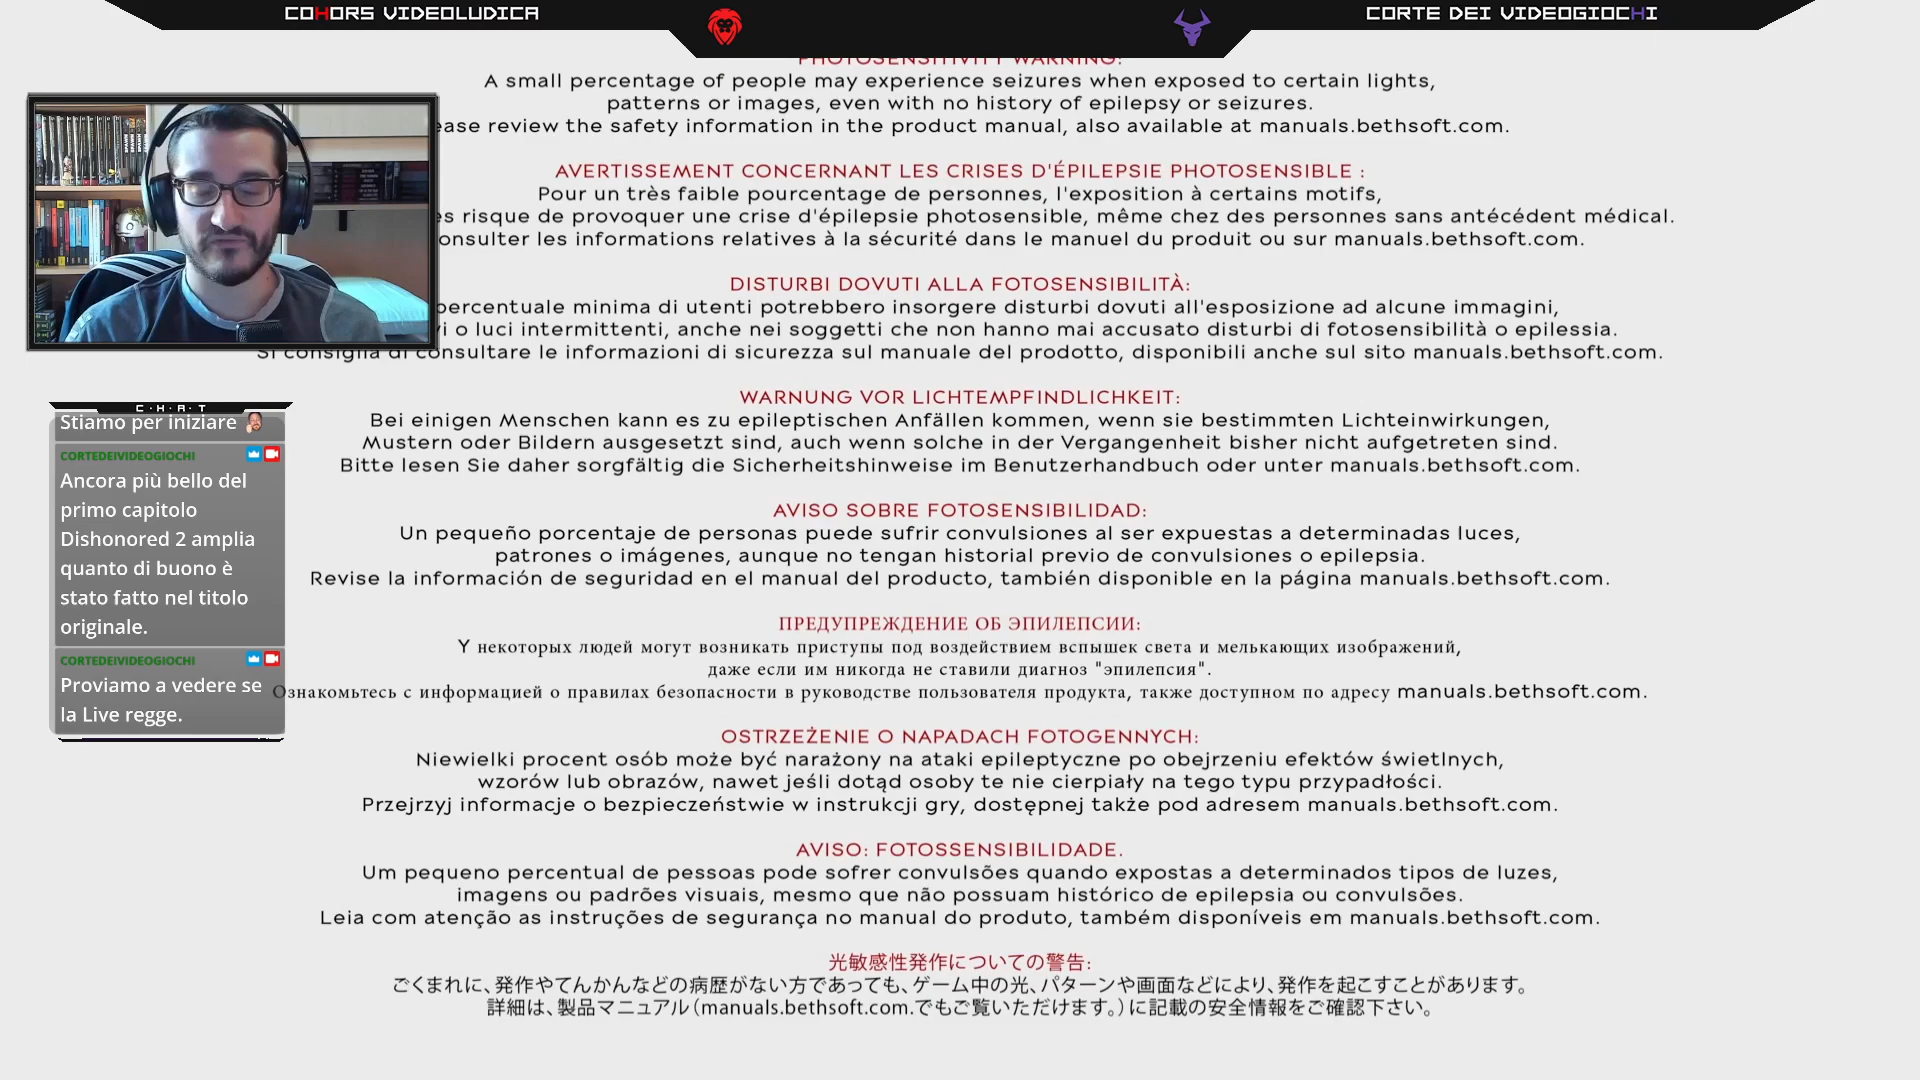 COHORS VIDEOLUDICA
CORTE DEI VIDEOGIOCHI
PHOTOSENSITIVITY WARNING:
A small percentage of people may experience seizures when exposed to certain lights,
patterns or images, even with no history of epilepsy or seizures.
ease review the safety information in the product manual, also available at manuals.bethsoft.com.
AVERTISSEMENT CONCERNANT LES CRISES D'ÉPILEPSIE PHOTOSENSIBLE :
Pour un très faible pourcentage de personnes, l'exposition à certains motifs,
es risque de provoquer une crise d'épilepsie photosensible, même chez des personnes sans antécédent médical.
onsulter les informations relatives à la sécurité dans le manuel du produit ou sur manuals.bethsoft.com.
DISTURBI DOVUTI ALLA FOTOSENSIBILITÀ:
percentuale minima di utenti potrebbero insorgere disturbi dovuti all'esposizione ad alcune immagini,
vi o luci intermittenti, anche nei soggetti che non hanno mai accusato disturbi di fotosensibilità o epilessia.
Si consiglia di consultare le informazioni di sicurezza sul manuale del prodotto, disponibili anche sul sito manuals.bethsoft.com.
WARNUNG VOR LICHTEMPFINDLICHKEIT:
Bei einigen Menschen kann es zu epileptischen Anfällen kommen, wenn sie bestimmten Lichteinwirkungen,
Mustern oder Bildern ausgesetzt sind, auch wenn solche in der Vergangenheit bisher nicht aufgetreten sind.
Bitte lesen Sie daher sorgfältig die Sicherheitshinweise im Benutzerhandbuch oder unter manuals.bethsoft.com.
AVISO SOBRE FOTOSENSIBILIDAD:
Un pequeño porcentaje de personas puede sufrir convulsiones al ser expuestas a determinadas luces,
patrones o imágenes, aunque no tengan historial previo de convulsiones o epilepsia.
Revise la información de seguridad en el manual del producto, también disponible en la página manuals.bethsoft.com.
ПРЕДУПРЕЖДЕНИЕ ОБ ЭПИЛЕПСИИ:
У некоторых людей могут возникать приступы под воздействием вспышек света и мелькающих изображений,
даже если им никогда не ставили диагноз "эпилепсия".
Ознакомьтесь с информацией о правилах безопасности в руководстве пользователя продукта, также доступном по адресу manuals.bethsoft.com.
OSTRZEŻENIE O NAPADACH FOTOGENNYCH:
Niewielki procent osób może być narażony na ataki epileptyczne po obejrzeniu efektów świetlnych,
wzorów lub obrazów, nawet jeśli dotąd osoby te nie cierpiały na tego typu przypadłości.
Przejrzyj informacje o bezpieczeństwie w instrukcji gry, dostępnej także pod adresem manuals.bethsoft.com.
AVISO: FOTOSSENSIBILIDADE.
Um pequeno percentual de pessoas pode sofrer convulsões quando expostas a determinados tipos de luzes,
imagens ou padrões visuais, mesmo que não possuam histórico de epilepsia ou convulsões.
Leia com atenção as instruções de segurança no manual do produto, também disponíveis em manuals.bethsoft.com.
光敏感性発作についての警告:
ごくまれに、発作やてんかんなどの病歴がない方であっても、ゲーム中の光、パターンや画面などにより、発作を起こすことがあります。
詳細は、製品マニュアル（manuals.bethsoft.com.でもご覧いただけます。）に記載の安全情報をご確認下さい。
C·H·A·T
Stiamo per iniziare
CORTEDEIVIDEOGIOCHI
Ancora più bello del
primo capitolo
Dishonored 2 amplia
quanto di buono è
stato fatto nel titolo
originale.
CORTEDEIVIDEOGIOCHI
Proviamo a vedere se
la Live regge.